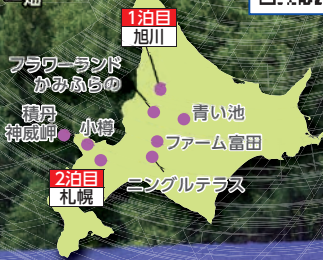 1泊目
旭川
フラワーランド
かみふらの
青い池
積丹
神威岬
小樽
ファーム富田
2泊目
札幌
ニングルテラス